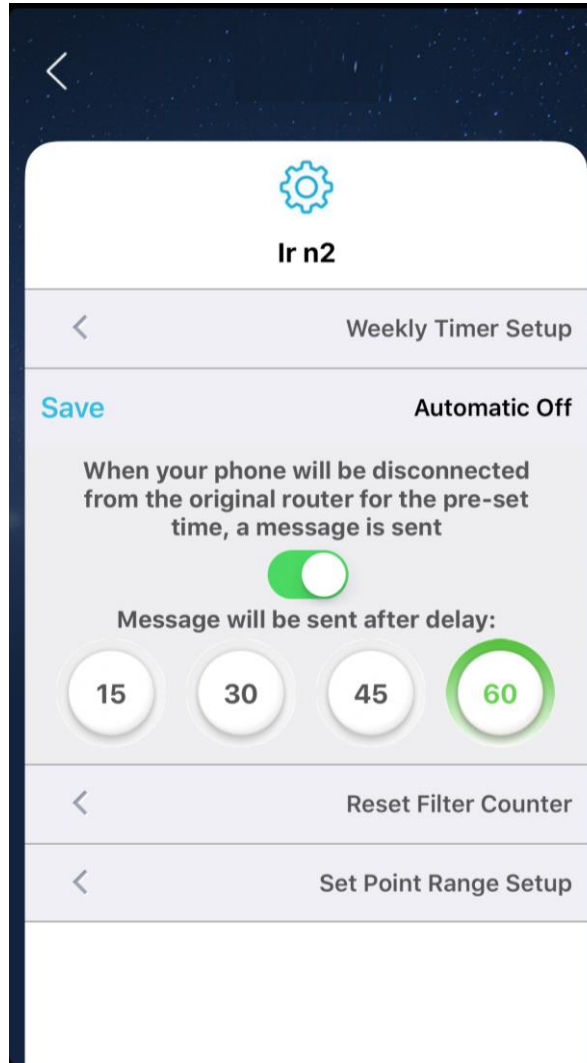 Ir n2
Weekly Timer Setup
Save
Automatic Off
When your phone will be disconnected
from the original router for the pre-set
time, a message is sent
Message will be sent after delay:
15 30 45 60
Reset Filter Counter
Set Point Range Setup